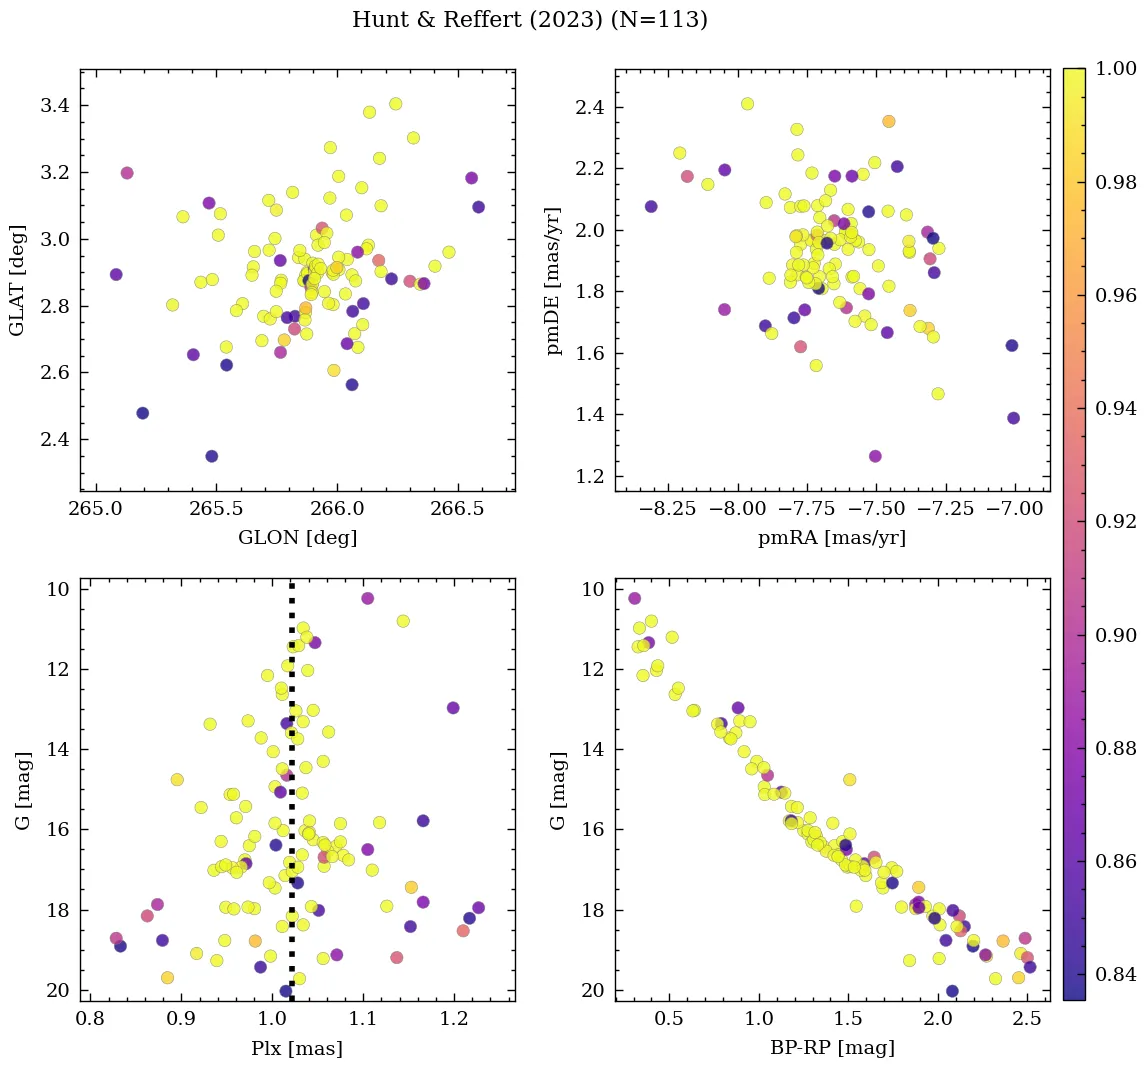 Hunt & Reffert (2023) (N=113)
3.4
3.2
3.0
2.8
2.6
2.4
GLAT [deg]
265.0 265.5 266.0 266.5
GLON [deg]
2.4
2.2
2.0
1.8
1.6
1.4
1.2
pmDE [mas/yr]
−8.25 −8.00 −7.75 −7.50 −7.25 −7.00
pmRA [mas/yr]
10
12
14
16
18
20
G [mag]
0.8 0.9 1.0 1.1 1.2
Plx [mas]
10
12
14
16
18
20
G [mag]
0.5 1.0 1.5 2.0 2.5
BP-RP [mag]
1.00
0.98
0.96
0.94
0.92
0.90
0.88
0.86
0.84